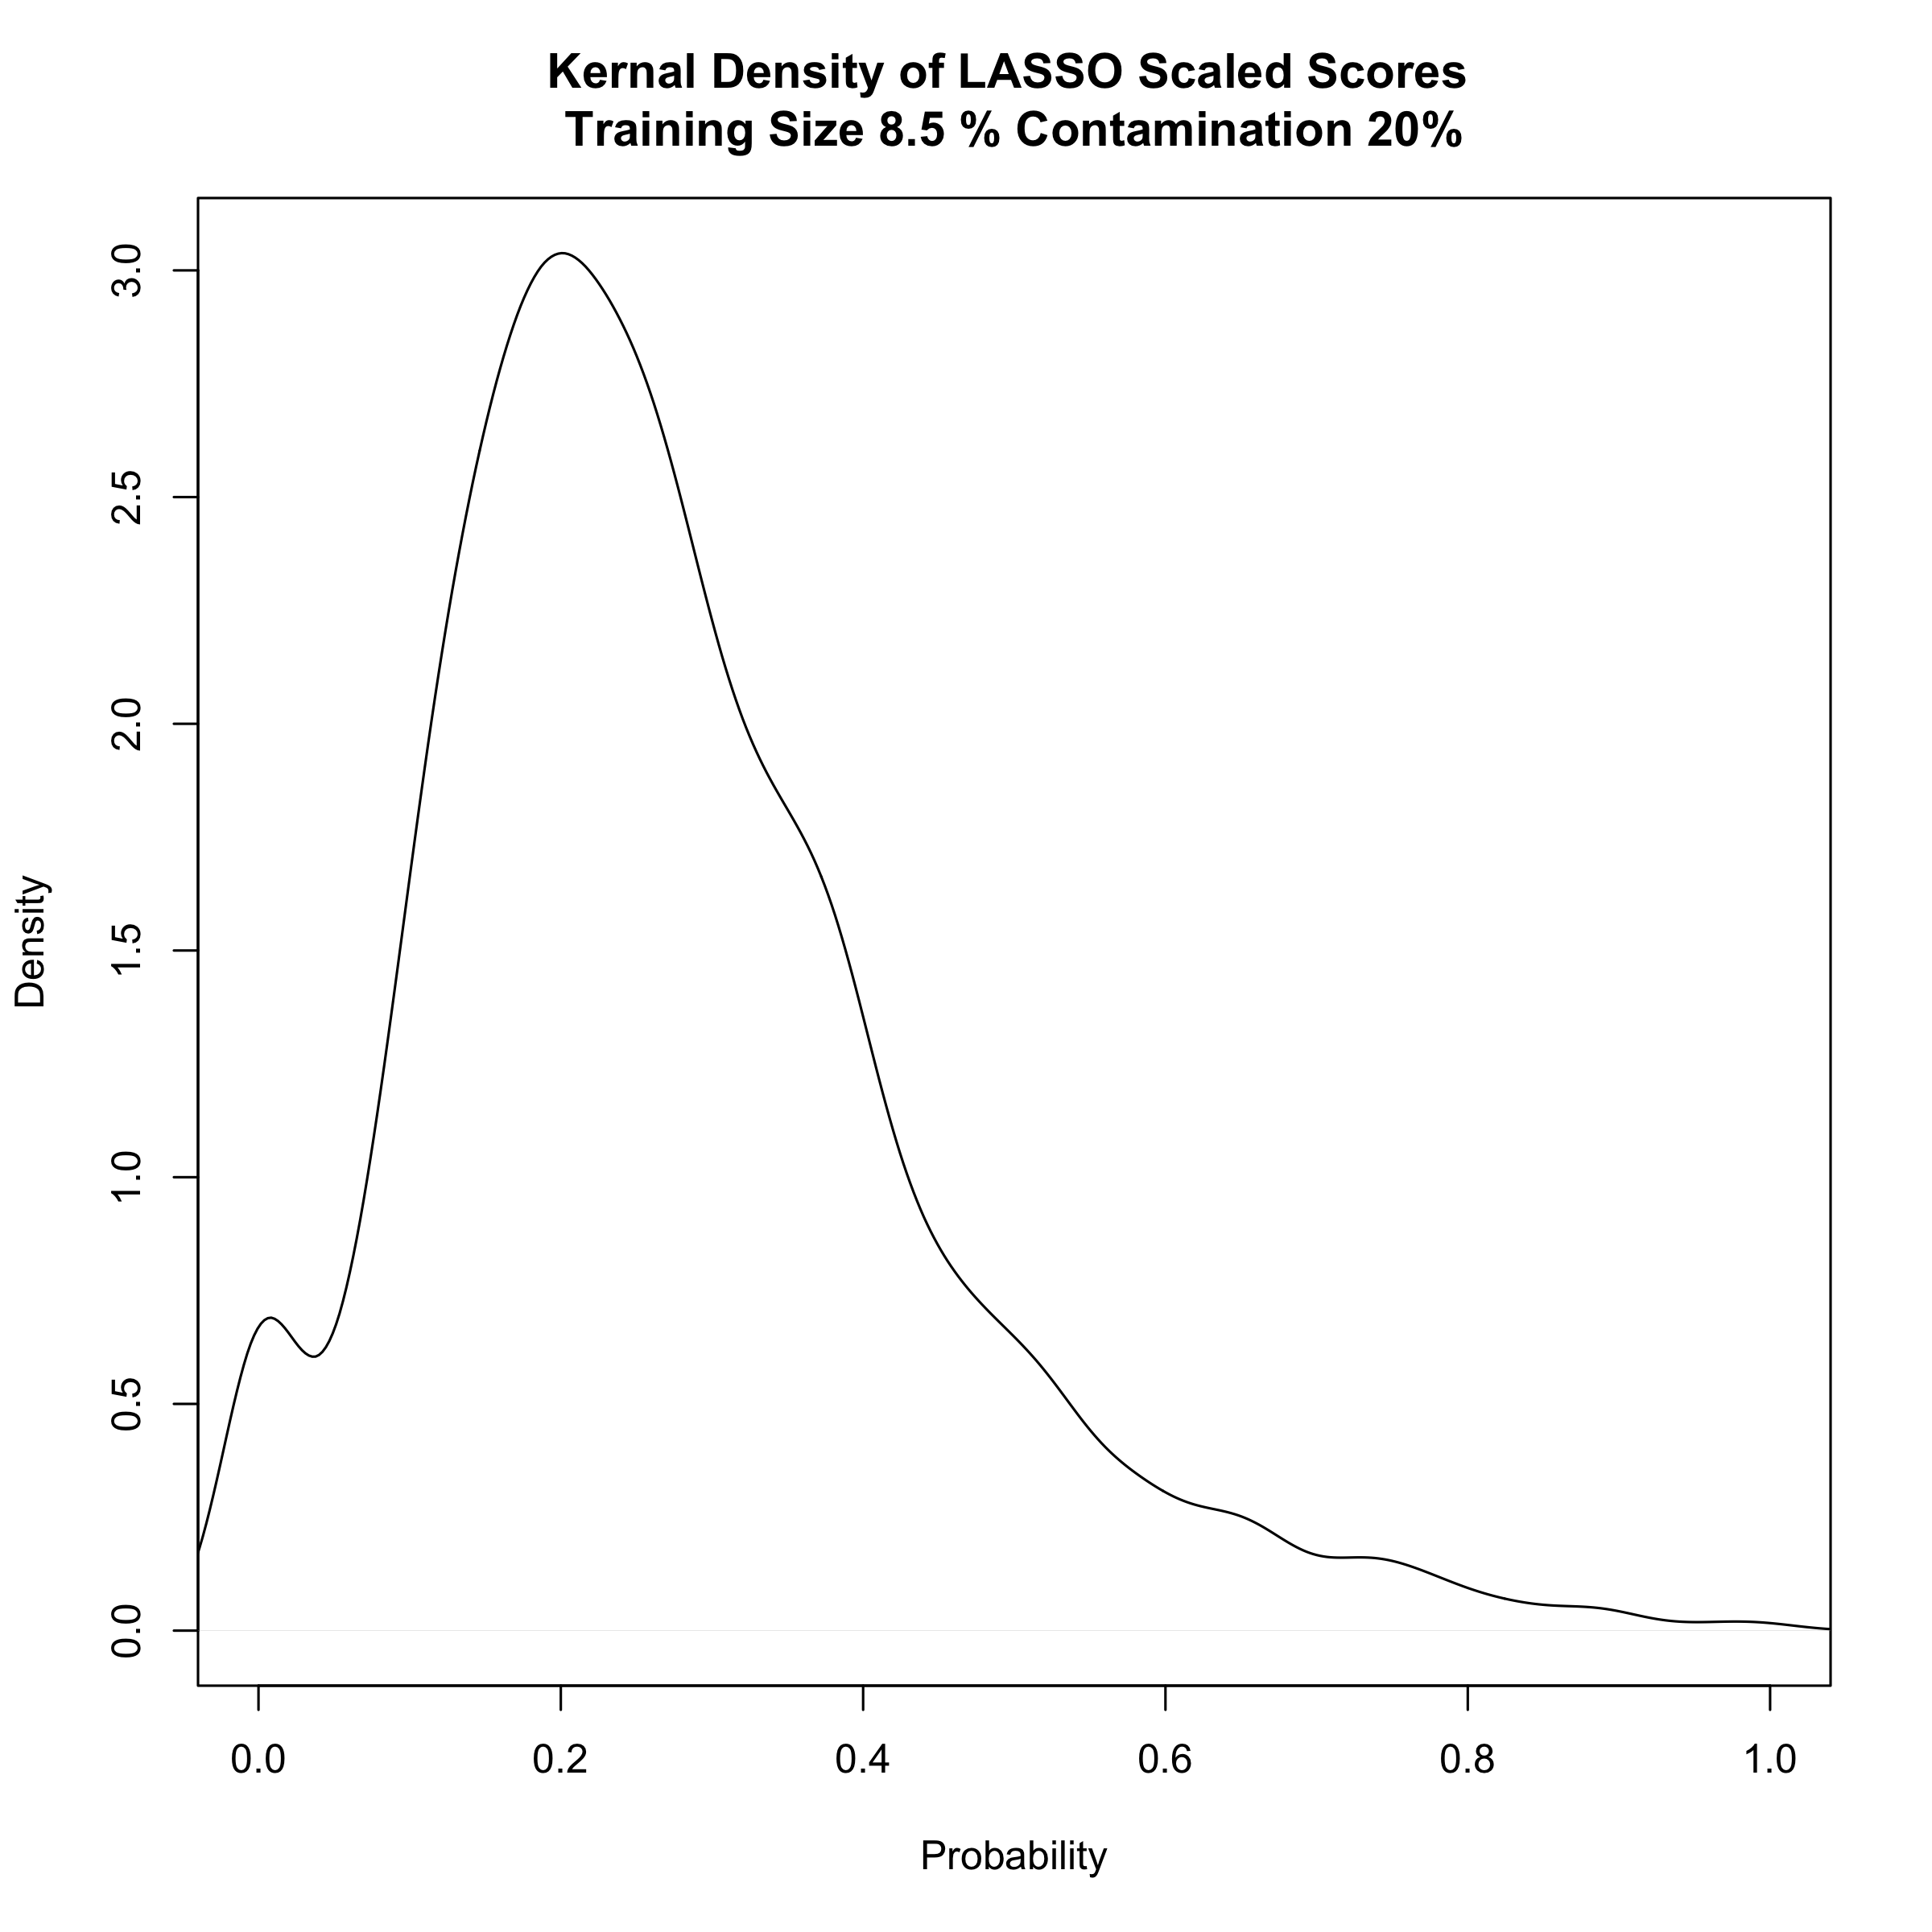 Kernal Density of LASSO Scaled Scores
Training Size 8.5 % Contamination 20%
3.0
2.5
2.0
1.5
1.0
0.5
0.0
Density
0.0 0.2 0.4 0.6 0.8 1.0
Probability